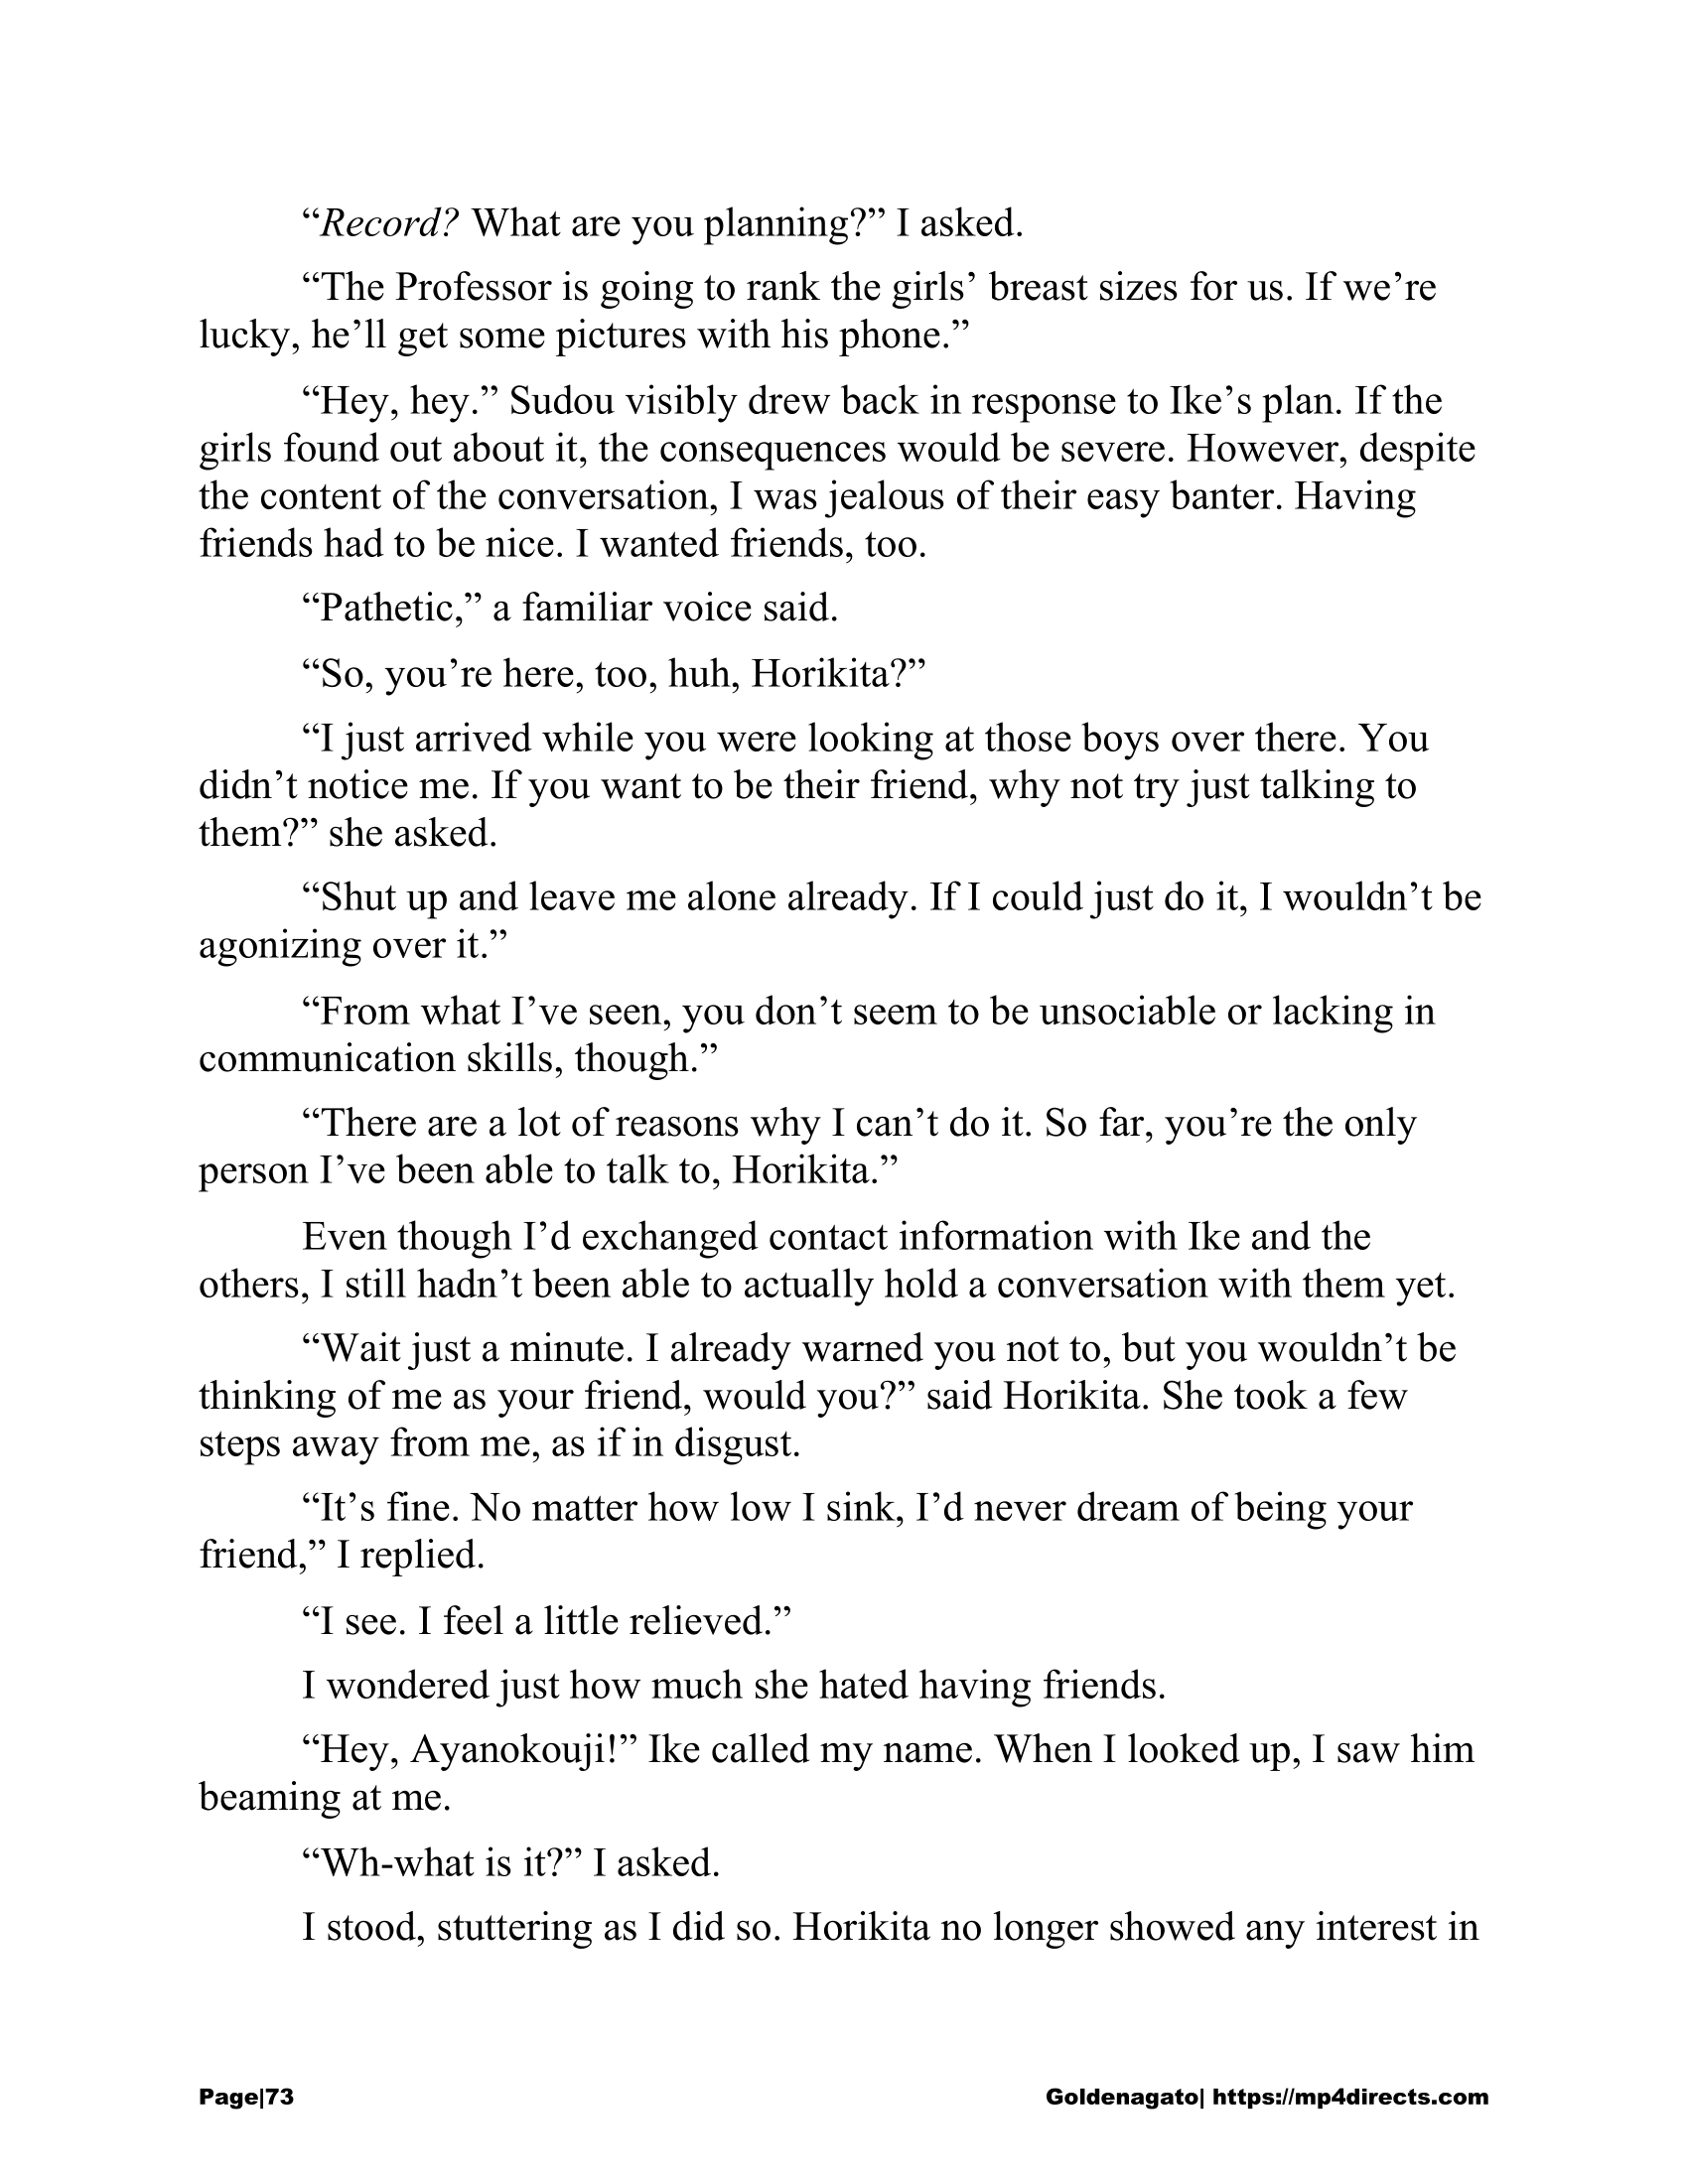 “Record? What are you planning?” I asked.
“The Professor is going to rank the girls’ breast sizes for us. If we’re
lucky, he’ll get some pictures with his phone.”
“Hey, hey.” Sudou visibly drew back in response to Ike’s plan. If the
girls found out about it, the consequences would be severe. However, despite
the content of the conversation, I was jealous of their easy banter. Having
friends had to be nice. I wanted friends, too.
“Pathetic,” a familiar voice said.
“So, you’re here, too, huh, Horikita?”
“I just arrived while you were looking at those boys over there. You
didn’t notice me. If you want to be their friend, why not try just talking to
them?” she asked.
“Shut up and leave me alone already. If I could just do it, I wouldn’t be
agonizing over it.”
“From what I’ve seen, you don’t seem to be unsociable or lacking in
communication skills, though.”
“There are a lot of reasons why I can’t do it. So far, you’re the only
person I’ve been able to talk to, Horikita.”
Even though I’d exchanged contact information with Ike and the
others, I still hadn’t been able to actually hold a conversation with them yet.
“Wait just a minute. I already warned you not to, but you wouldn’t be
thinking of me as your friend, would you?” said Horikita. She took a few
steps away from me, as if in disgust.
“It’s fine. No matter how low I sink, I’d never dream of being your
friend,” I replied.
“I see. I feel a little relieved.”
I wondered just how much she hated having friends.
“Hey, Ayanokouji!” Ike called my name. When I looked up, I saw him
beaming at me.
“Wh-what is it?” I asked.
I stood, stuttering as I did so. Horikita no longer showed any interest in
Page|73 Goldenagato| https://mp4directs.com